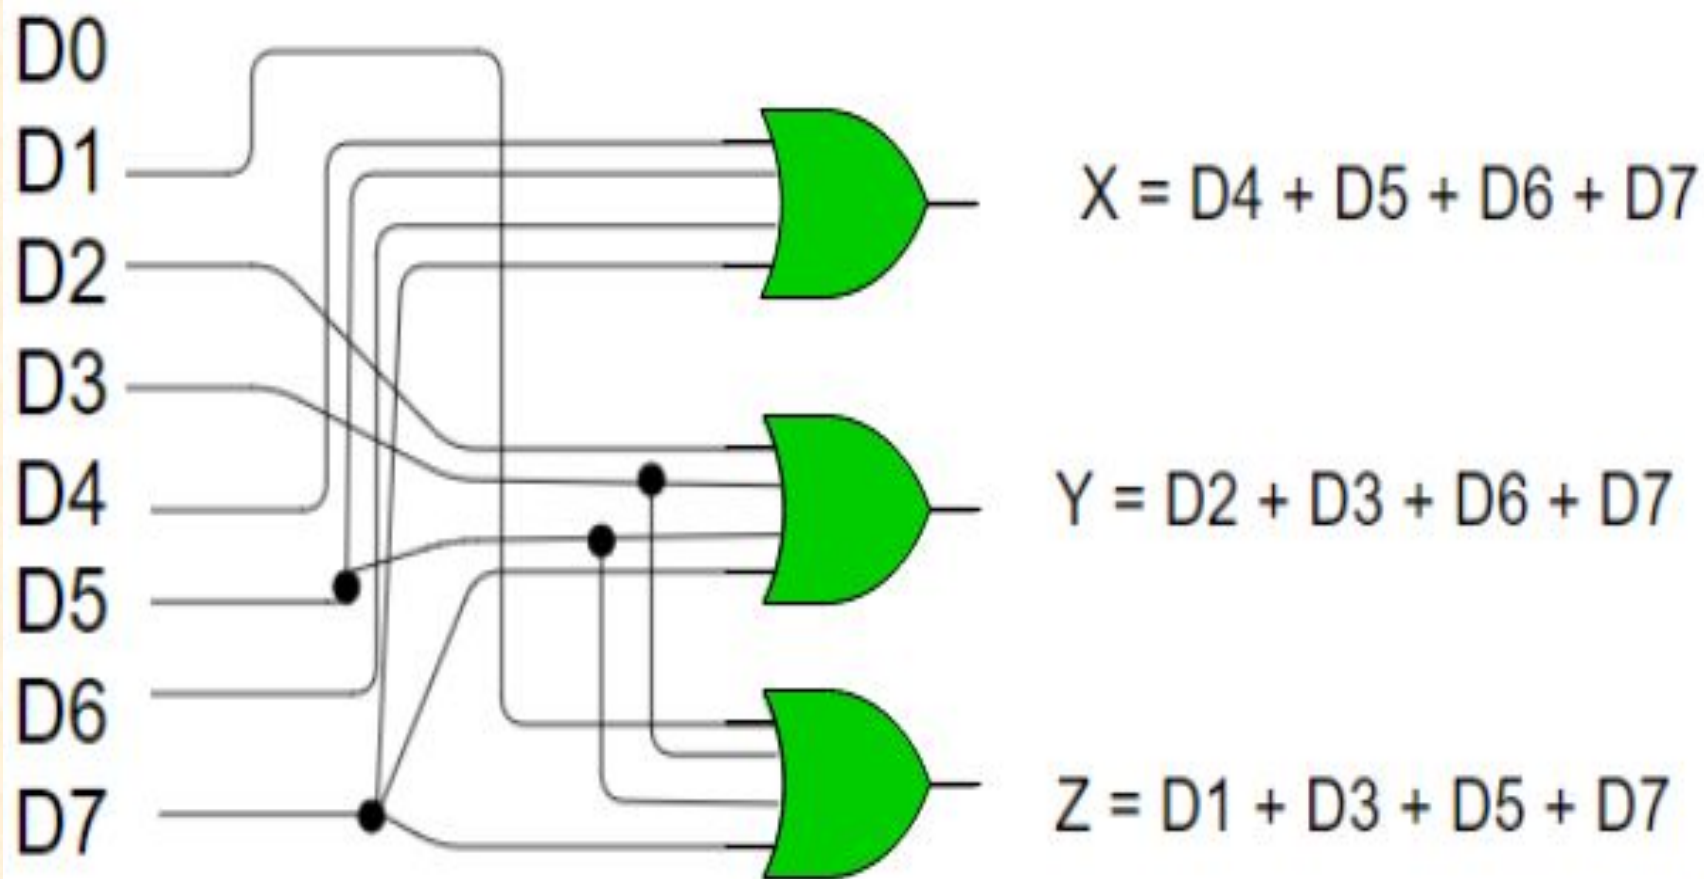 D0
D1
D2
D3
D4
D5
D6
D7
X = D4 + D5 + D6 + D7
Y = D2 + D3 + D6 + D7
Z = D1 + D3 + D5 + D7